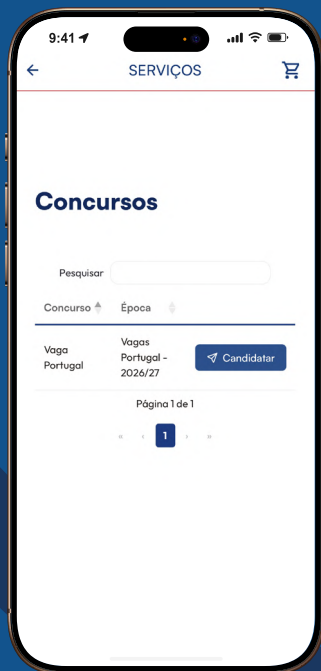 9:41
SERVIÇOS
Concursos
Pesquisar
Concurso Época
Vaga
Portugal
Vagas
Portugal -
2026/27
Candidatar
Página 1 de 1
« ‹ 1 › »